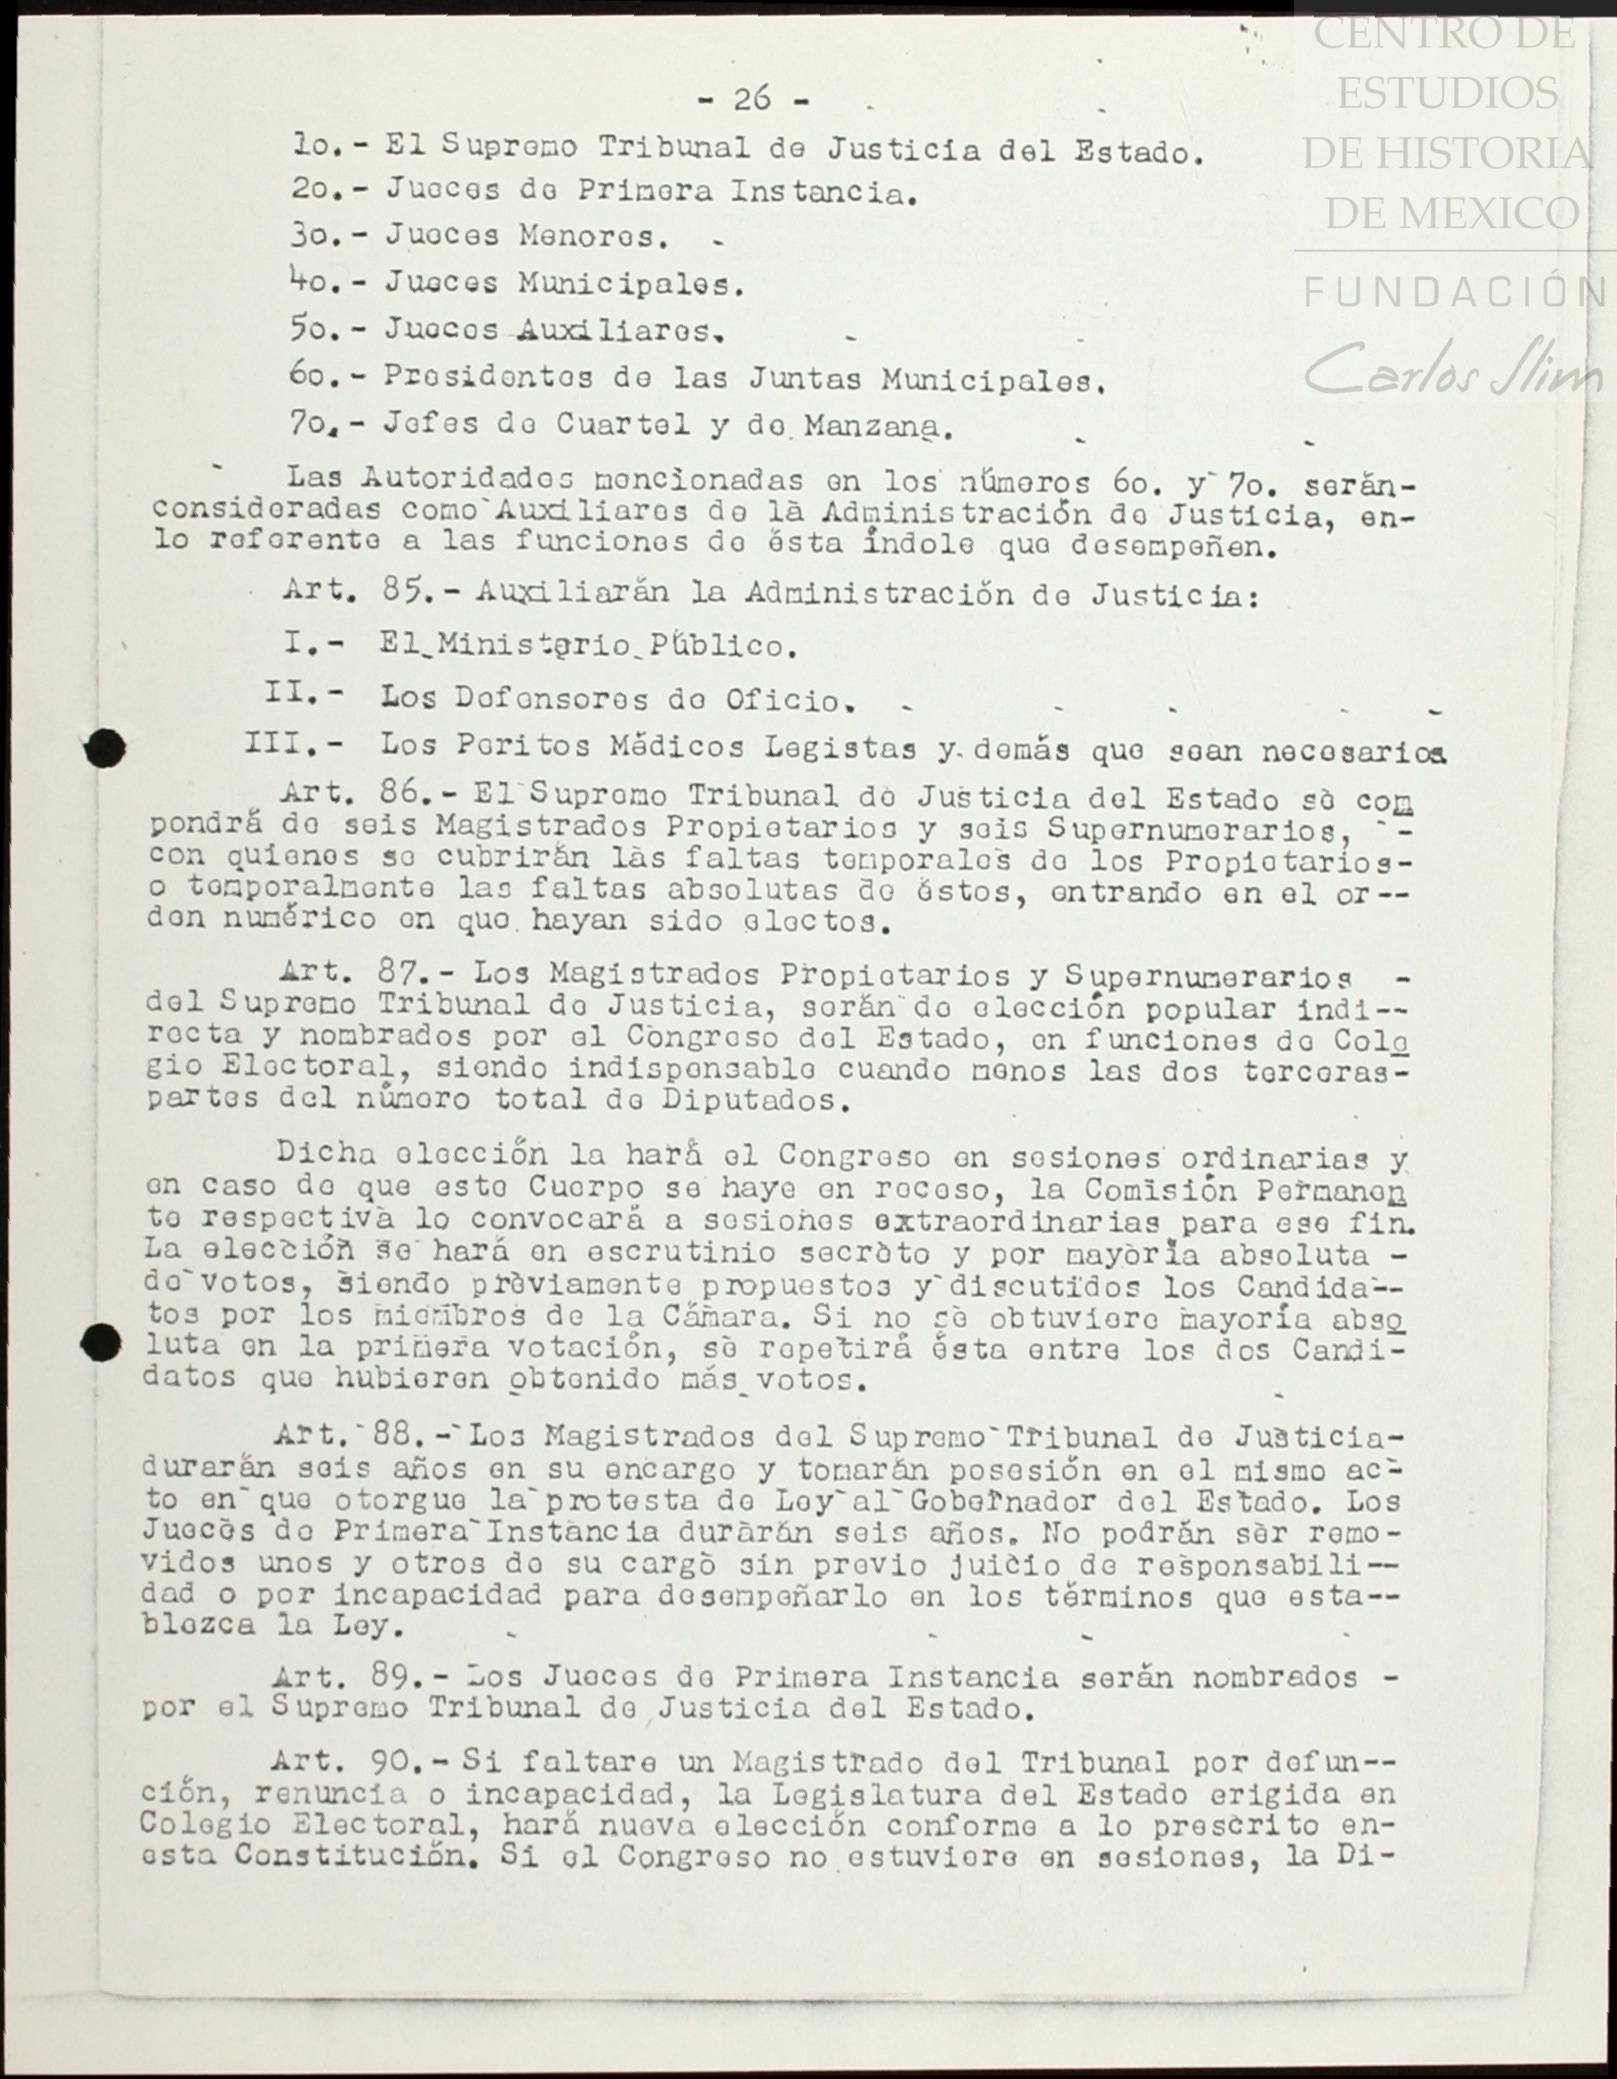 CENTRO DE
ESTUDIOS
DE HISTORIA
DE MEXICO
FUNDACIÓN
Carlos Slim
- 26 -
1o.- El Supremo Tribunal de Justicia del Estado.
2o.- Jueces de Primera Instancia.
3o.- Jueces Menores.
4o.- Jueces Municipales.
5o.- Jueces Auxiliares.
6o.- Presidentes de las Juntas Municipales.
7o.- Jefes de Cuartel y de Manzana.
Las Autoridades mencionadas en los números 6o. y 7o. serán-
consideradas como Auxiliares de la Administración de Justicia, en-
lo referente a las funciones de ésta índole que desempeñen.
Art. 85.- Auxiliarán la Administración de Justicia:
I.- El Ministerio Público.
II.- Los Defensores de Oficio.
III.- Los Peritos Médicos Legistas y demás que sean necesarios
Art. 86.- El Supremo Tribunal de Justicia del Estado se com
pondrá de seis Magistrados Propietarios y seis Supernumerarios, -
con quienes se cubrirán las faltas temporales de los Propietarios-
o temporalmente las faltas absolutas de éstos, entrando en el or--
den numérico en que hayan sido electos.
Art. 87.- Los Magistrados Propietarios y Supernumerarios -
del Supremo Tribunal de Justicia, serán de elección popular indi--
recta y nombrados por el Congreso del Estado, en funciones de Cole
gio Electoral, siendo indispensable cuando menos las dos terceras-
partes del número total de Diputados.
Dicha elección la hará el Congreso en sesiones ordinarias y
en caso de que este Cuerpo se haye en receso, la Comisión Permanen
te respectiva lo convocará a sesiones extraordinarias para ese fin.
La elección se hará en escrutinio secreto y por mayoría absoluta -
de votos, siendo previamente propuestos y discutidos los Candida--
tos por los miembros de la Cámara. Si no se obtuviere mayoría abso
luta en la primera votación, se repetirá ésta entre los dos Candi-
datos que hubieren obtenido más votos.
Art. 88.- Los Magistrados del Supremo Tribunal de Justicia-
durarán seis años en su encargo y tomarán posesión en el mismo ac-
to en que otorgue la protesta de Ley al Gobernador del Estado. Los
Jueces de Primera Instancia durarán seis años. No podrán ser remo-
vidos unos y otros de su cargo sin previo juicio de responsabili--
dad o por incapacidad para desempeñarlo en los términos que esta--
blezca la Ley.
Art. 89.- Los Jueces de Primera Instancia serán nombrados -
por el Supremo Tribunal de Justicia del Estado.
Art. 90.- Si faltare un Magistrado del Tribunal por defun--
ción, renuncia o incapacidad, la Legislatura del Estado erigida en
Colegio Electoral, hará nueva elección conforme a lo prescrito en-
esta Constitución. Si el Congreso no estuviere en sesiones, la Di-